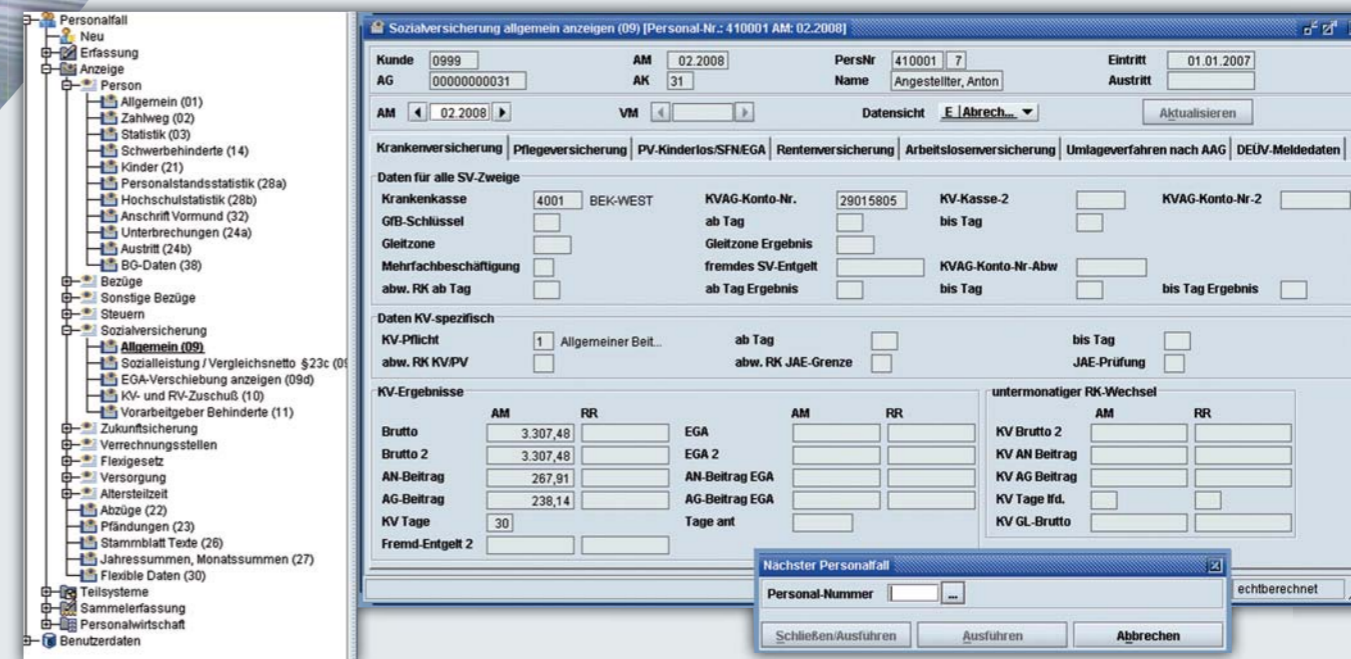 Personalfall
Neu
Erfassung
Anzeige
Person
Allgemein (01)
Zahlweg (02)
Statistik (03)
Schwerbehinderte (14)
Kinder (21)
Personalstandsstatistik (28a)
Hochschulstatistik (28b)
Anschrift Vormund (32)
Unterbrechungen (24a)
Austritt (24b)
BG-Daten (38)
Bezüge
Sonstige Bezüge
Steuern
Sozialversicherung
Allgemein (09)
Sozialleistung / Vergleichsnetto §23c (09
EGA-Verschiebung anzeigen (09d)
KV- und RV-Zuschuß (10)
Vorarbeitgeber Behinderte (11)
Zukunftsicherung
Verrechnungsstellen
Flexigesetz
Versorgung
Altersteilzeit
Abzüge (22)
Pfändungen (23)
Stammblatt Texte (26)
Jahressummen, Monatssummen (27)
Flexible Daten (30)
Teilsysteme
Sammelerfassung
Personalwirtschaft
Benutzerdaten
Sozialversicherung allgemein anzeigen (09) [Personal-Nr.: 410001 AM: 02.2008]
Kunde 0999 AM 02.2008 PersNr 410001 7 Eintritt 01.01.2007
AG 00000000031 AK 31 Name Angestellter, Anton Austritt
AM 02.2008 VM Datensicht E |Abrech... Aktualisieren
Krankenversicherung Pflegeversicherung PV-Kinderlos/SFN/EGA Rentenversicherung Arbeitslosenversicherung Umlageverfahren nach AAG DEÜV-Meldedaten
Daten für alle SV-Zweige
Krankenkasse 4001 BEK-WEST KVAG-Konto-Nr. 29015805 KV-Kasse-2 KVAG-Konto-Nr-2
GfB-Schlüssel ab Tag bis Tag
Gleitzone Gleitzone Ergebnis
Mehrfachbeschäftigung fremdes SV-Entgelt KVAG-Konto-Nr-Abw
abw. RK ab Tag ab Tag Ergebnis bis Tag bis Tag Ergebnis
Daten KV-spezifisch
KV-Pflicht 1 Allgemeiner Beit... ab Tag bis Tag
abw. RK KV/PV abw. RK JAE-Grenze JAE-Prüfung
KV-Ergebnisse untermonatiger RK-Wechsel
AM RR AM RR AM RR
Brutto 3.307,48 EGA KV Brutto 2
Brutto 2 3.307,48 EGA 2 KV AN Beitrag
AN-Beitrag 267,91 AN-Beitrag EGA KV AG Beitrag
AG-Beitrag 238,14 AG-Beitrag EGA KV Tage lfd.
KV Tage 30 Tage ant KV GL-Brutto
Fremd-Entgelt 2
Nächster Personalfall
Personal-Nummer ...
Schließen/Ausführen Ausführen Abbrechen
echtberechnet